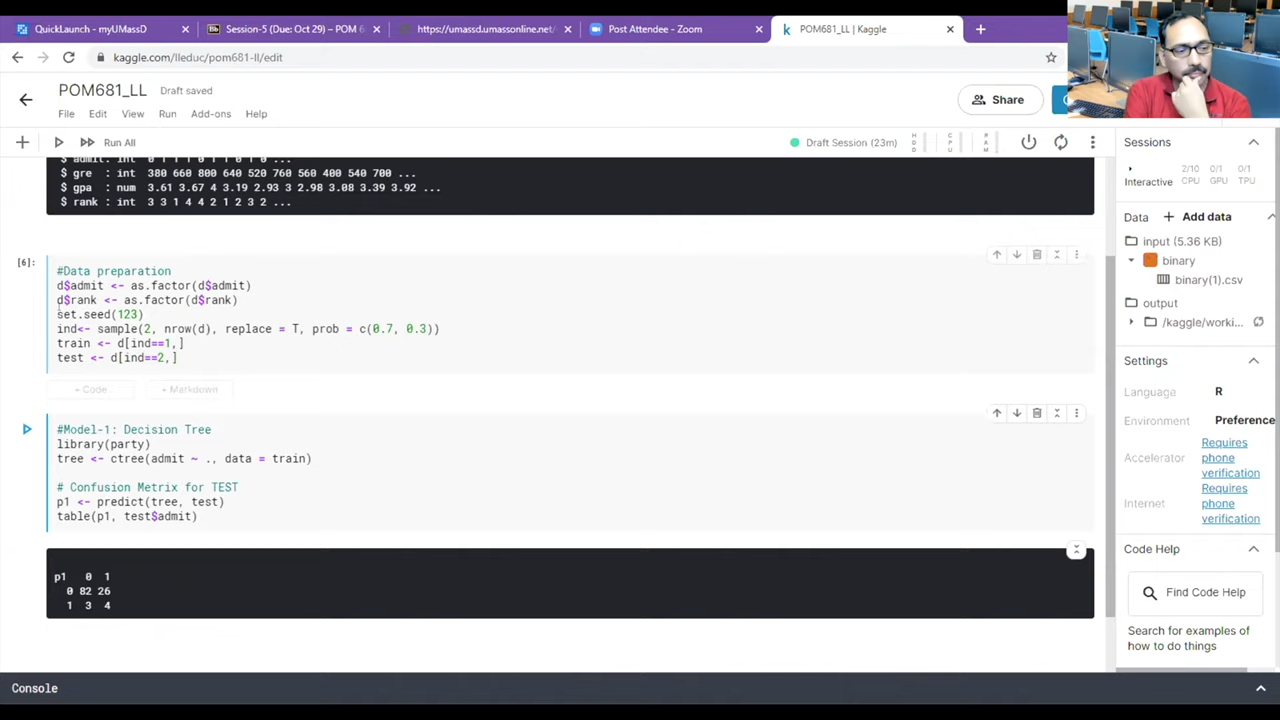 QuickLaunch - myUMassD
Session-5 (Due: Oct 29) – POM 6
https://umassd.umassonline.net/
Post Attendee - Zoom
POM681_LL | Kaggle
kaggle.com/lleduc/pom681-ll/edit
POM681_LL
Draft saved
File Edit View Run Add-ons Help
Share
Run All
Draft Session (23m)
HDD
CPU
RAM
$ admit: int 0 1 1 1 0 1 1 0 1 0 ...
$ gre : int 380 660 800 640 520 760 560 400 540 700 ...
$ gpa : num 3.61 3.67 4 3.19 2.93 3 2.98 3.08 3.39 3.92 ...
$ rank : int 3 3 1 4 4 2 1 2 3 2 ...
[6]:
#Data preparation
d$admit <- as.factor(d$admit)
d$rank <- as.factor(d$rank)
set.seed(123)
ind<- sample(2, nrow(d), replace = T, prob = c(0.7, 0.3))
train <- d[ind==1,]
test <- d[ind==2,]
+ Code + Markdown
#Model-1: Decision Tree
library(party)
tree <- ctree(admit ~ ., data = train)
# Confusion Metrix for TEST
p1 <- predict(tree, test)
table(p1, test$admit)
p1 0 1
0 82 26
1 3 4
Console
Sessions
Interactive
2/10 CPU
0/1 GPU
0/1 TPU
Data + Add data
input (5.36 KB)
binary
binary(1).csv
output
/kaggle/worki...
Settings
Language R
Environment Preference
Accelerator Requires phone verification
Internet Requires phone verification
Code Help
Find Code Help
Search for examples of
how to do things